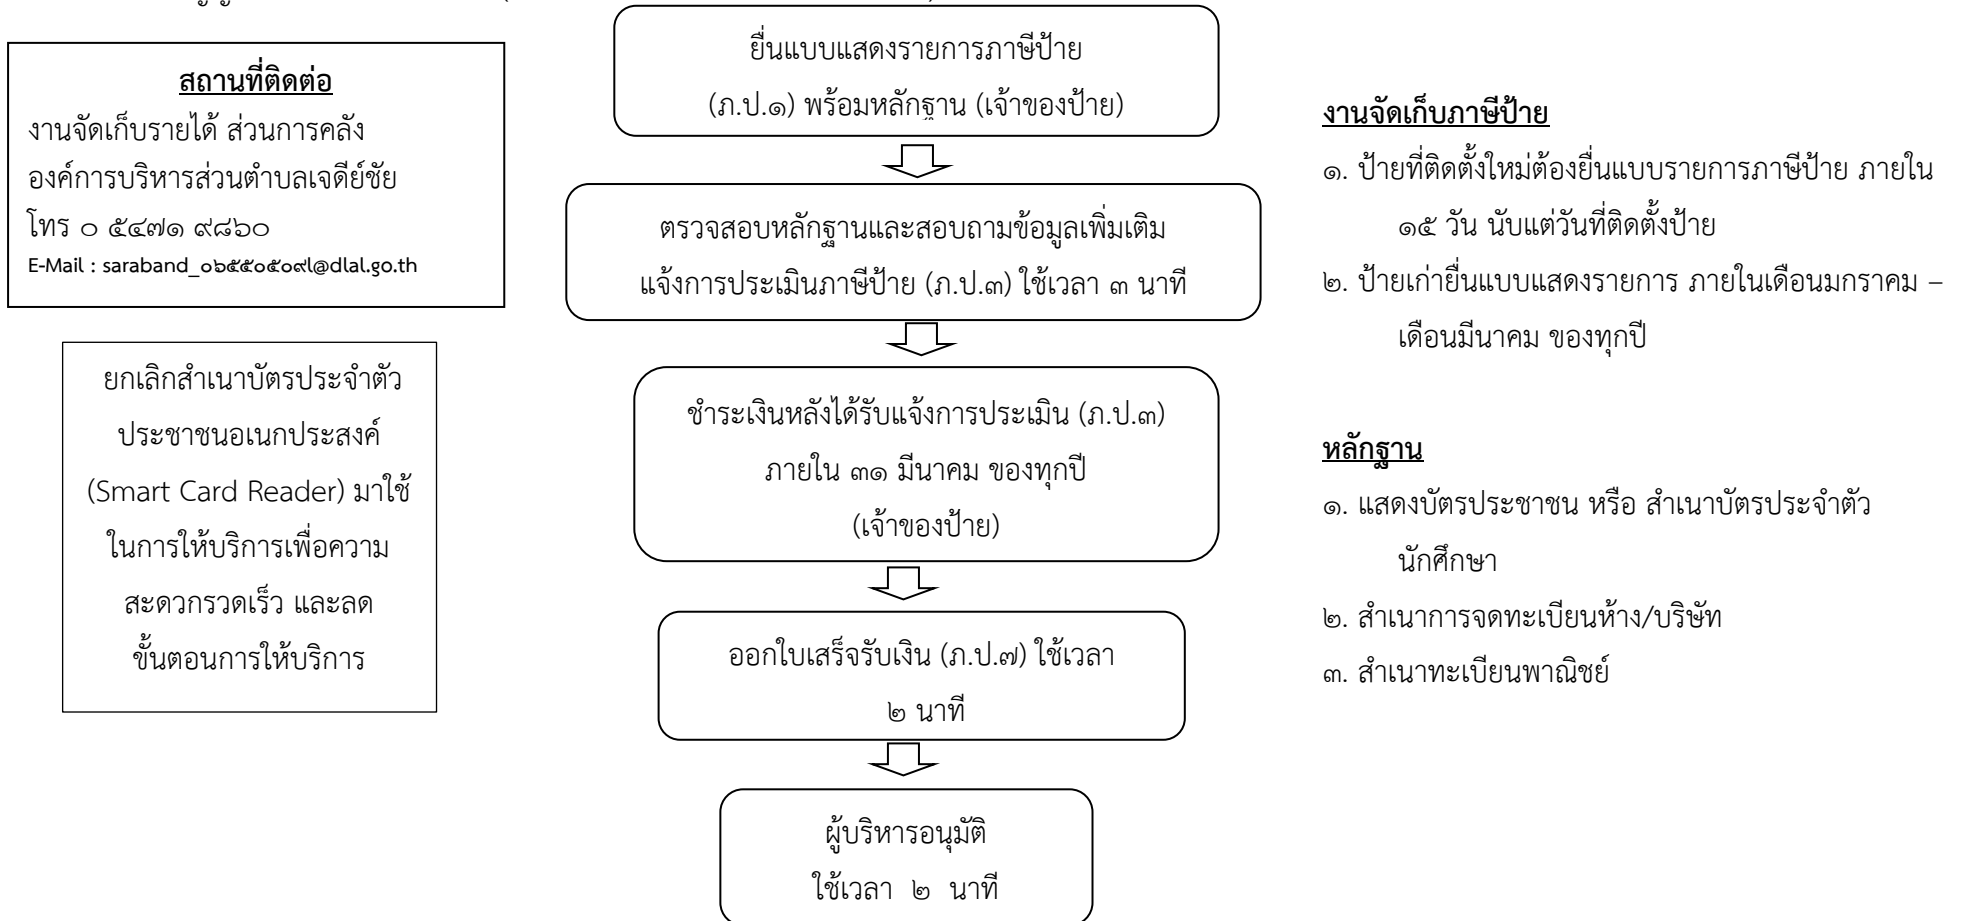 สถานที่ติดต่อ
งานจัดเก็บรายได้ ส่วนการคลัง
องค์การบริหารส่วนตำบลเจดีย์ชัย
โทร ๐ ๕๔๗๑ ๙๘๖๐
E-Mail : saraband_๐๖๕๕๐๕๐๙@dlal.go.th
ยกเลิกสำเนาบัตรประจำตัว
ประชาชนอเนกประสงค์
(Smart Card Reader) มาใช้
ในการให้บริการเพื่อความ
สะดวกรวดเร็ว และลด
ขั้นตอนการให้บริการ
ยื่นแบบแสดงรายการภาษีป้าย
(ภ.ป.๑) พร้อมหลักฐาน (เจ้าของป้าย)
ตรวจสอบหลักฐานและสอบถามข้อมูลเพิ่มเติม
แจ้งการประเมินภาษีป้าย (ภ.ป.๓) ใช้เวลา ๓ นาที
ชำระเงินหลังได้รับแจ้งการประเมิน (ภ.ป.๓)
ภายใน ๓๑ มีนาคม ของทุกปี
(เจ้าของป้าย)
ออกใบเสร็จรับเงิน (ภ.ป.๗) ใช้เวลา
๒ นาที
ผู้บริหารอนุมัติ
ใช้เวลา ๒ นาที
งานจัดเก็บภาษีป้าย
๑. ป้ายที่ติดตั้งใหม่ต้องยื่นแบบรายการภาษีป้าย ภายใน
๑๕ วัน นับแต่วันที่ติดตั้งป้าย
๒. ป้ายเก่ายื่นแบบแสดงรายการ ภายในเดือนมกราคม –
เดือนมีนาคม ของทุกปี
หลักฐาน
๑. แสดงบัตรประชาชน หรือ สำเนาบัตรประจำตัว
นักศึกษา
๒. สำเนาการจดทะเบียนห้าง/บริษัท
๓. สำเนาทะเบียนพาณิชย์